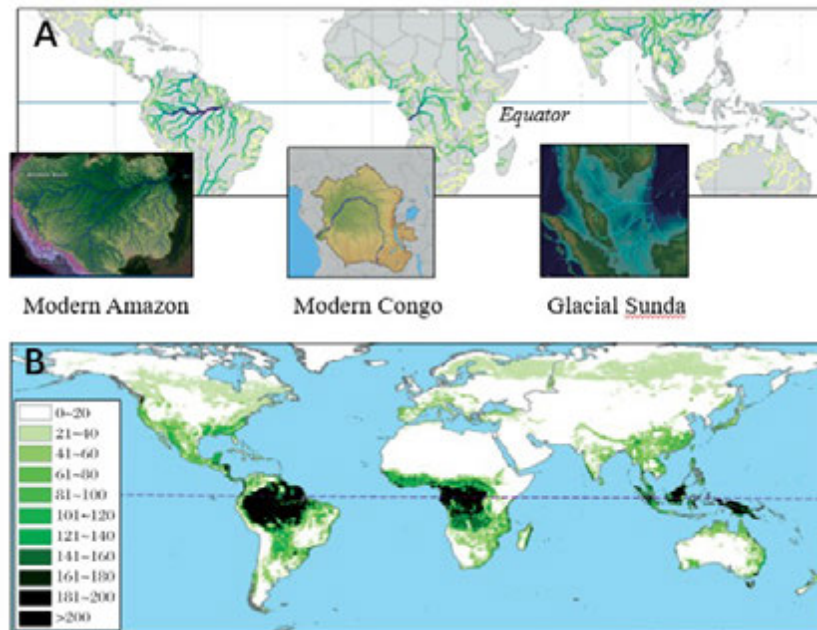 A
Equator
Modern Amazon
Modern Congo
Glacial Sunda
B
0~20
21~40
41~60
61~80
81~100
101~120
121~140
141~160
161~180
181~200
>200